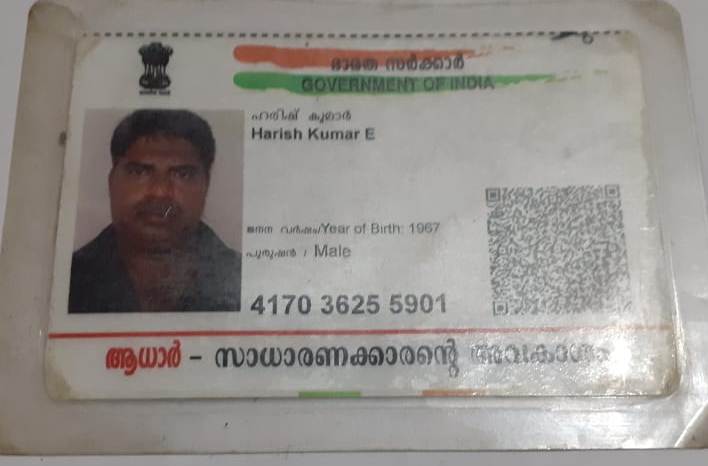 ഭാരത സർക്കാർ
GOVERNMENT OF INDIA
ഹരിഷ് കുമാർ
Harish Kumar E
ജനന വർഷം/Year of Birth: 1967
പുരുഷൻ / Male
4170 3625 5901
ആധാർ – സാധാരണക്കാരന്റെ അവകാശം